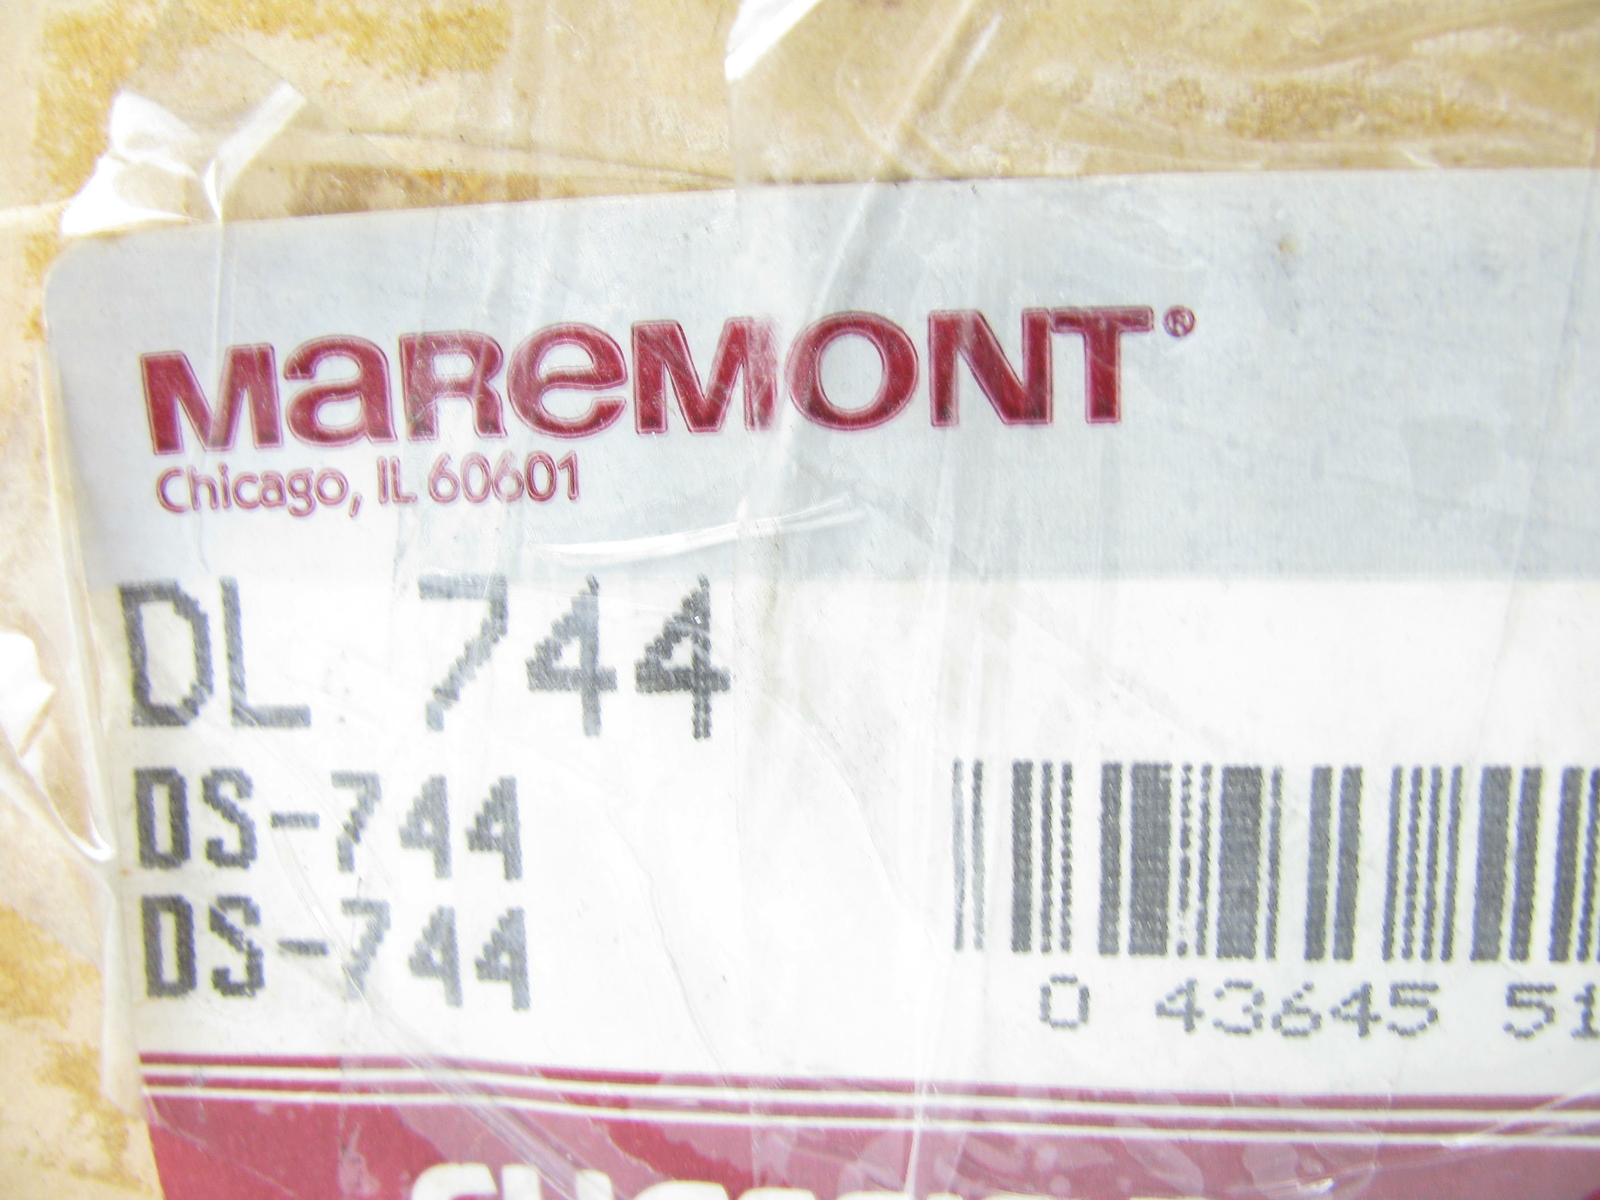 MaReMONT®
Chicago, IL 60601
DL 744
DS-744
DS-744
0 43645 51